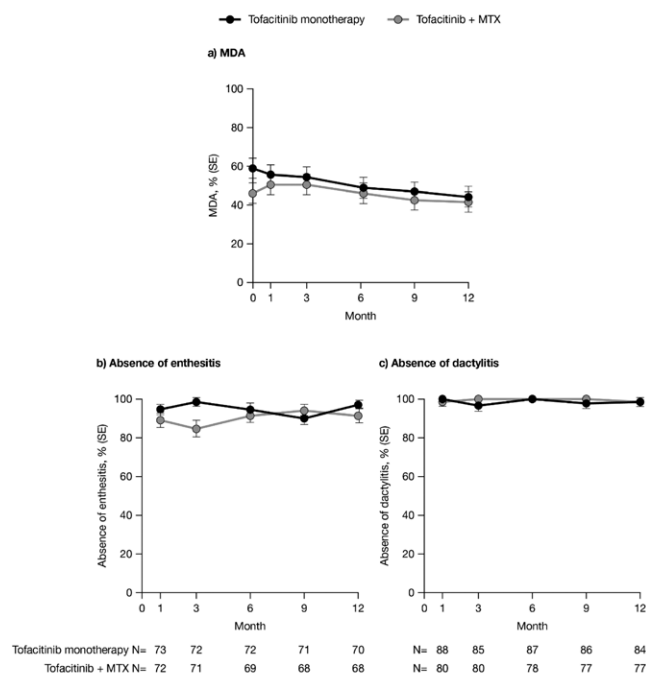 Tofacitinib monotherapy Tofacitinib + MTX
a) MDA
100
80
60
40
20
0
MDA, % (SE)
0 1 3 6 9 12
Month
b) Absence of enthesitis
100
80
60
40
20
0
Absence of enthesitis, % (SE)
0 1 3 6 9 12
Month
c) Absence of dactylitis
100
80
60
40
20
0
Absence of dactylitis, % (SE)
0 1 3 6 9 12
Month
Tofacitinib monotherapy N= 73 72 72 71 70 N= 88 85 87 86 84
Tofacitinib + MTX N= 72 71 69 68 68 N= 80 80 78 77 77